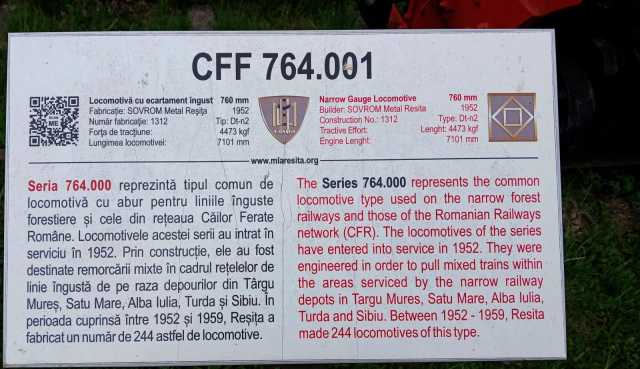 CFF 764.001
Locomotivă cu ecartament îngust 760 mm
Fabricație: SOVROM Metal Reșița 1952
Număr fabricație: 1312 Tip: Dt-n2
Forța de tracțiune: 4473 kgf
Lungimea locomotivei: 7101 mm
Narrow Gauge Locomotive 760 mm
Builder: SOVROM Metal Resita 1952
Construction No.: 1312 Type: Dt-n2
Tractive Effort: Lenght: 4473 kgf
Engine Lenght: 7101 mm
www.mlaresita.org
Seria 764.000 reprezintă tipul comun de
locomotivă cu abur pentru liniile înguste
forestiere și cele din rețeaua Căilor Ferate
Române. Locomotivele acestei serii au intrat în
serviciu în 1952. Prin construcție, ele au fost
destinate remorcării mixte în cadrul rețelelor de
linie îngustă de pe raza depourilor din Târgu
Mureș, Satu Mare, Alba Iulia, Turda și Sibiu. În
perioada cuprinsă între 1952 și 1959, Reșița a
fabricat un număr de 244 astfel de locomotive.
The Series 764.000 represents the common
locomotive type used on the narrow forest
railways and those of the Romanian Railways
network (CFR). The locomotives of the series
have entered into service in 1952. They were
engineered in order to pull mixed trains within
the areas serviced by the narrow railway
depots in Targu Mures, Satu Mare, Alba Iulia,
Turda and Sibiu. Between 1952 - 1959, Resita
made 244 locomotives of this type.